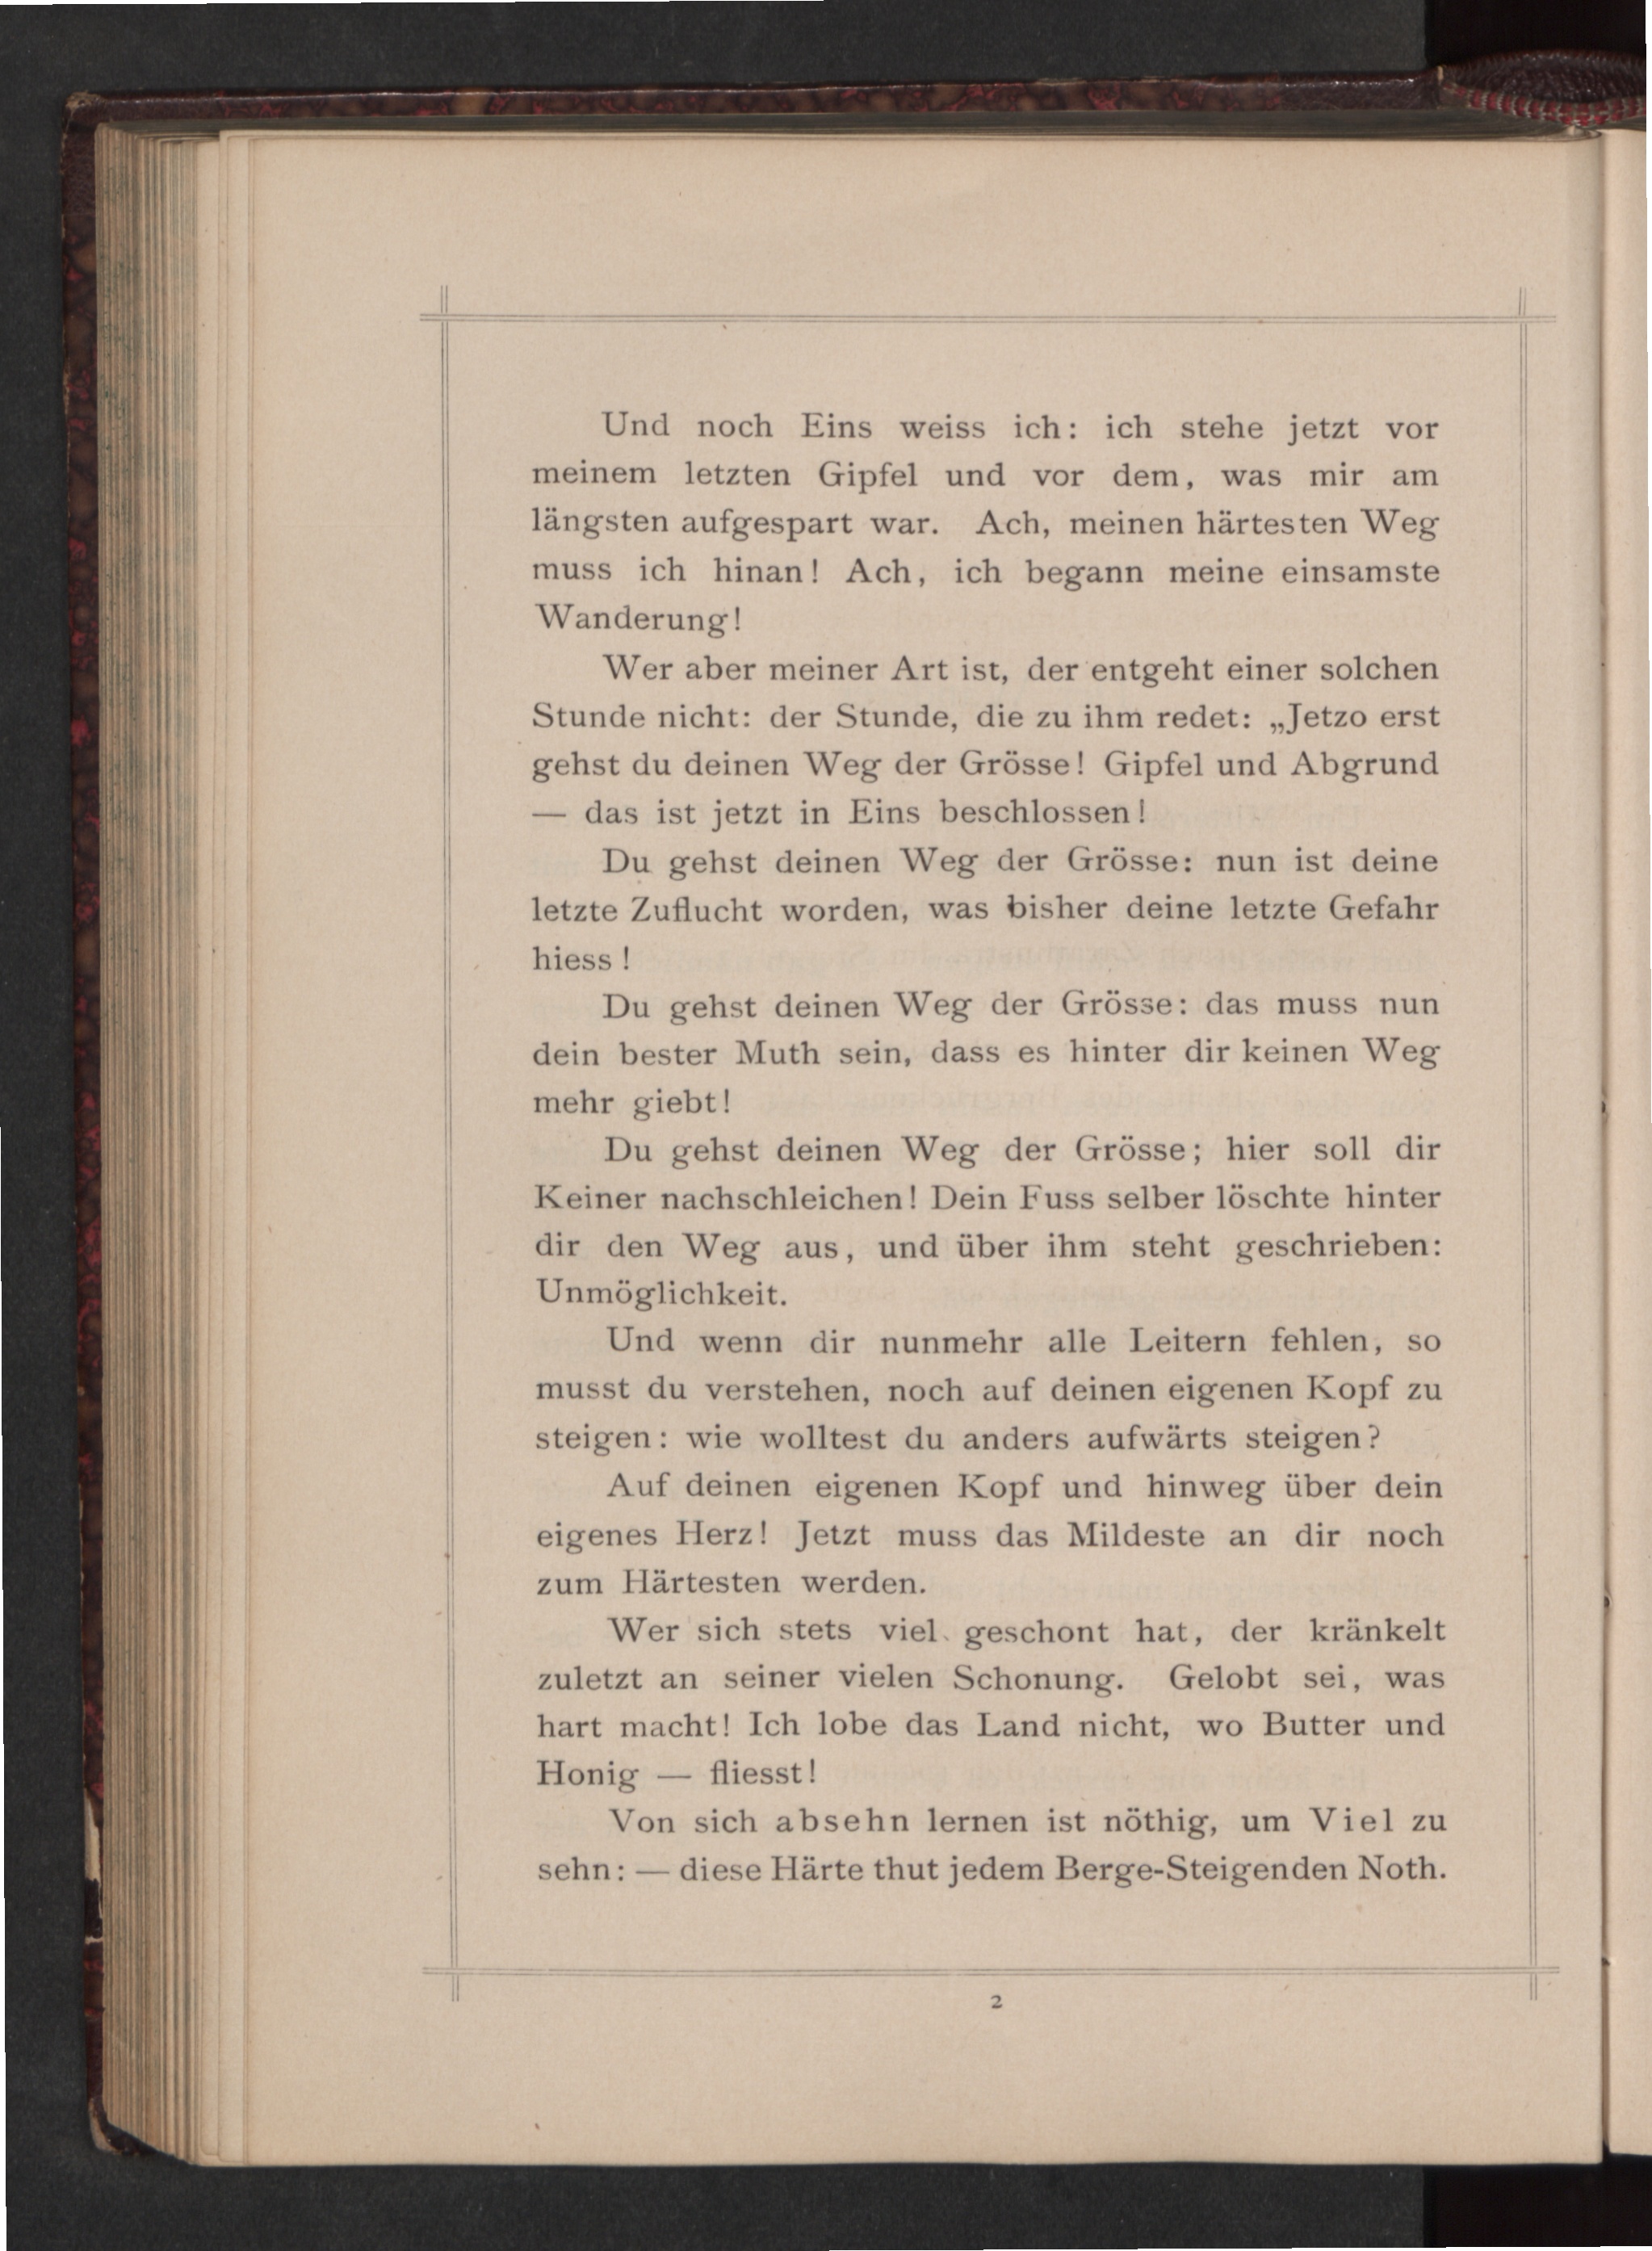 Und noch Eins weiss ich: ich stehe jetzt vor
meinem letzten Gipfel und vor dem, was mir am
längsten aufgespart war. Ach, meinen härtesten Weg
muss ich hinan! Ach, ich begann meine einsamste
Wanderung!
Wer aber meiner Art ist, der entgeht einer solchen
Stunde nicht: der Stunde, die zu ihm redet: „Jetzo erst
gehst du deinen Weg der Grösse! Gipfel und Abgrund
— das ist jetzt in Eins beschlossen!
Du gehst deinen Weg der Grösse: nun ist deine
letzte Zuflucht worden, was bisher deine letzte Gefahr
hiess!
Du gehst deinen Weg der Grösse: das muss nun
dein bester Muth sein, dass es hinter dir keinen Weg
mehr giebt!
Du gehst deinen Weg der Grösse; hier soll dir
Keiner nachschleichen! Dein Fuss selber löschte hinter
dir den Weg aus, und über ihm steht geschrieben:
Unmöglichkeit.
Und wenn dir nunmehr alle Leitern fehlen, so
musst du verstehen, noch auf deinen eigenen Kopf zu
steigen: wie wolltest du anders aufwärts steigen?
Auf deinen eigenen Kopf und hinweg über dein
eigenes Herz! Jetzt muss das Mildeste an dir noch
zum Härtesten werden.
Wer sich stets viel geschont hat, der kränkelt
zuletzt an seiner vielen Schonung. Gelobt sei, was
hart macht! Ich lobe das Land nicht, wo Butter und
Honig — fliesst!
Von sich absehn lernen ist nöthig, um Viel zu
sehn: — diese Härte thut jedem Berge-Steigenden Noth.
2